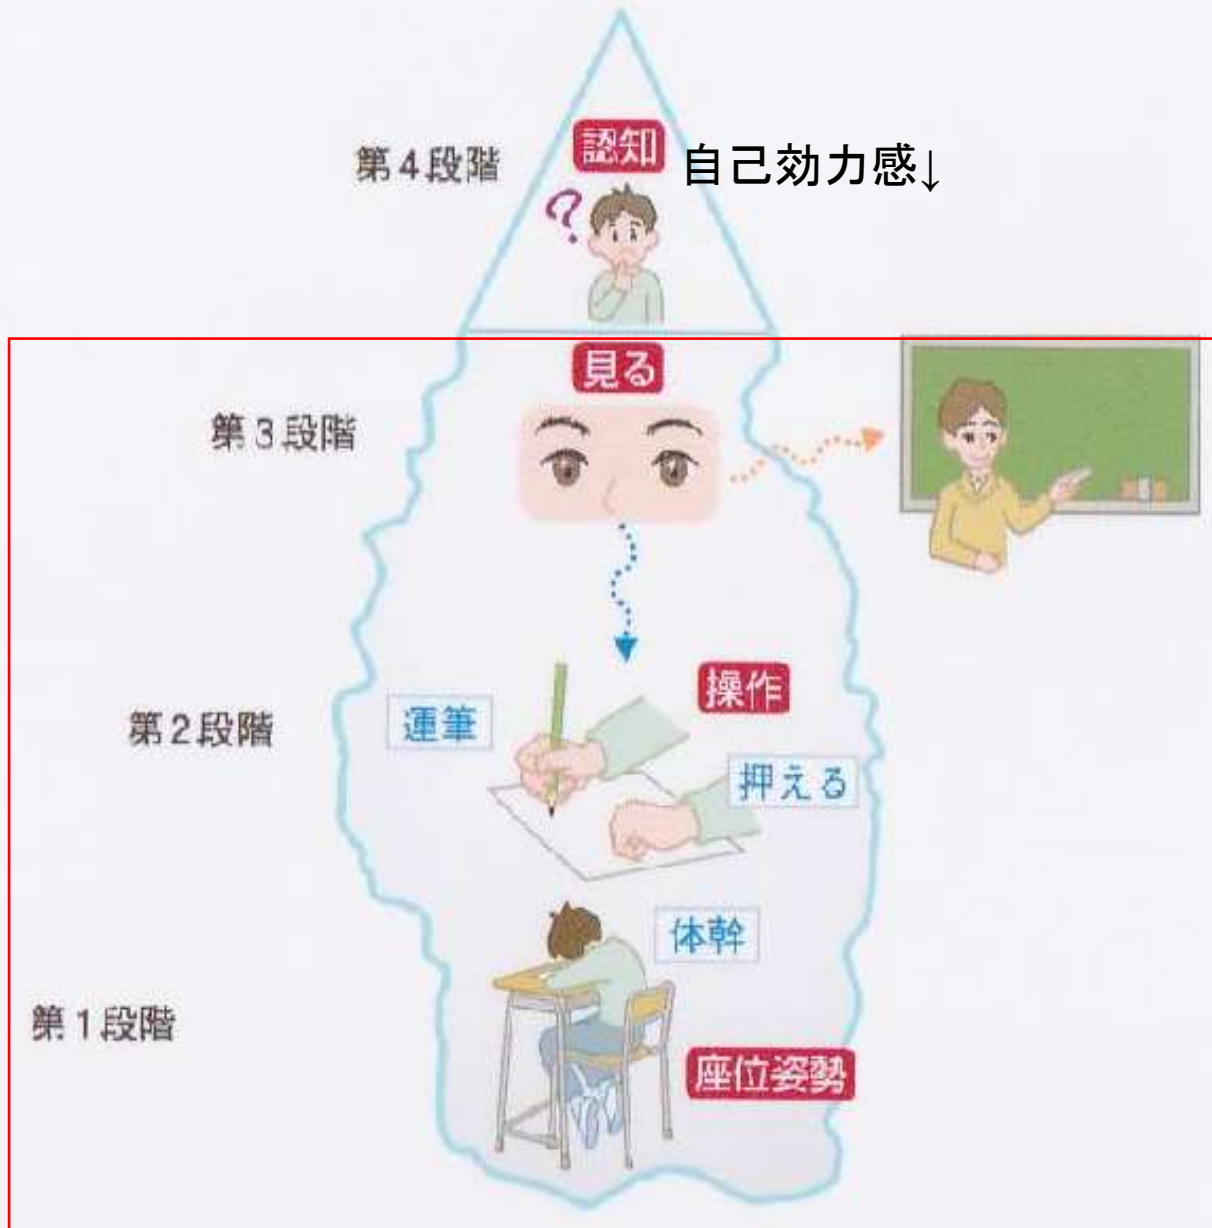 認知
第4段階
自己効力感↓
?
見る
第3段階
操作
運筆
第2段階
押える
体幹
第1段階
座位姿勢